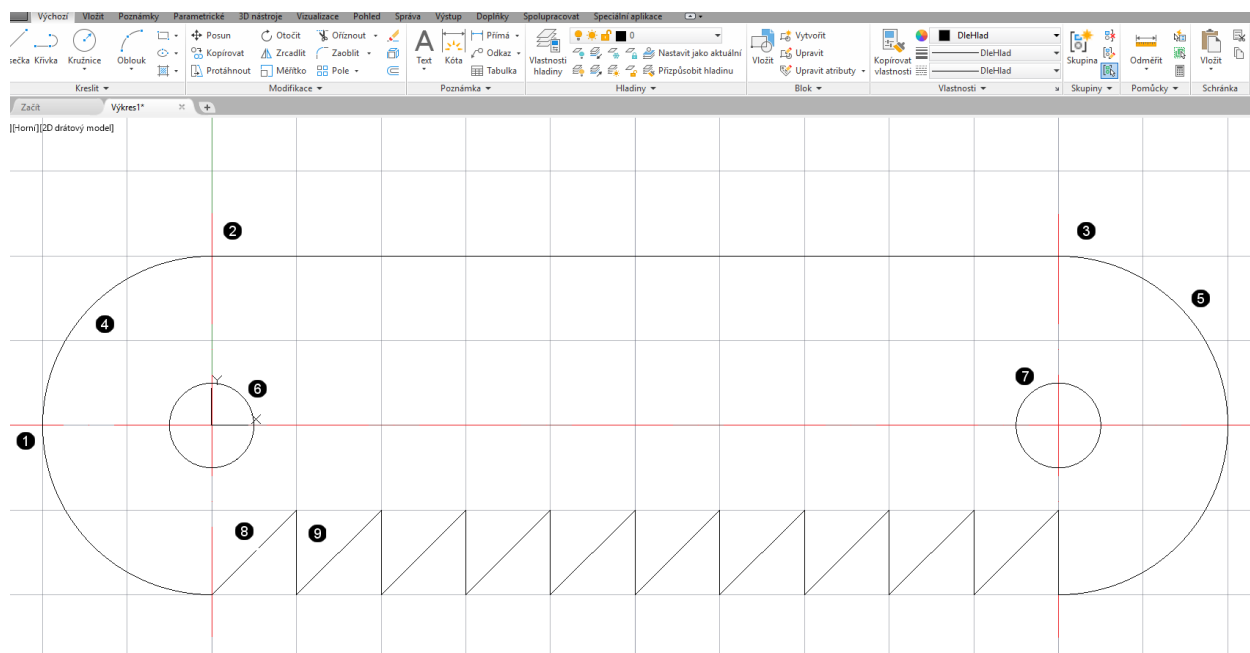 Výchozí Vložit Poznámky Parametrické 3D nástroje Vizualizace Pohled Správa Výstup Doplňky Spolupracovat Speciální aplikace
Posun Otočit Oříznout Přímá 0 Vytvořit DleHlad
Kopírovat Zrcadlit Zaoblit Odkaz Nastavit jako aktuální Upravit DleHlad
Křivka Kružnice Oblouk Text Kóta Vlastnosti Vložit Kopírovat Skupina Odměřit Vložit
Protáhnout Měřítko Pole Tabulka hladiny Přizpůsobit hladinu Upravit atributy vlastností DleHlad
Kreslit Modifikace Poznámka Hladiny Blok Vlastnosti Skupiny Pomůcky Schránka
Začít Výkres1* × +
][Horní][2D drátový model]
2
3
4
5
6
7
Y
X
1
8
9